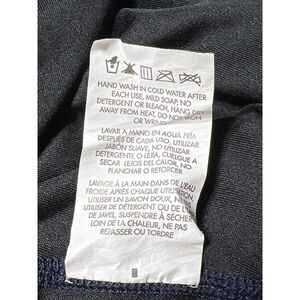 HAND WASH IN COLD WATER AFTER
EACH USE, MILD SOAP, NO
DETERGENT OR BLEACH, HANG DRY
AWAY FROM HEAT, DO NOT IRON
OR WRING
LAVAR A MANO EN AGUA FRÍA
DESPUÉS DE CADA USO, UTILIZAR
JABÓN SUAVE, NO UTILIZAR
DETERGENTE O LEJÍA, CUELGUE A
SECAR LEJOS DEL CALOR, NO
PLANCHAR O RETORCER
LAVAGE À LA MAIN DANS DE L'EAU
FROIDE APRÈS CHAQUE UTILISATION,
UTILISER UN SAVON DOUX, NE
UTILISER DE DÉTERGENT OU D'EAU
DE JAVEL, SUSPENDRE À SÉCHER
LOIN DE LA CHALEUR, NE PAS
REPASSER OU TORDRE